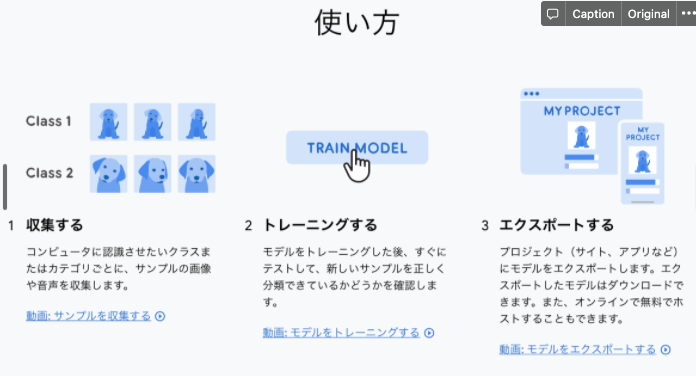 Caption
Original
使い方
Class 1
Class 2
TRAIN MODEL
MY PROJECT
MY
PROJECT
1 収集する
コンピュータに認識させたいクラスま
たはカテゴリごとに、サンプルの画像
や音声を収集します。
動画: サンプルを収集する
2 トレーニングする
モデルをトレーニングした後、すぐに
テストして、新しいサンプルを正しく
分類できているかどうかを確認しま
す。
動画: モデルをトレーニングする
3 エクスポートする
プロジェクト（サイト、アプリなど）
にモデルをエクスポートします。エク
スポートしたモデルはダウンロードで
きます。また、オンラインで無料でホ
ストすることもできます。
動画: モデルをエクスポートする